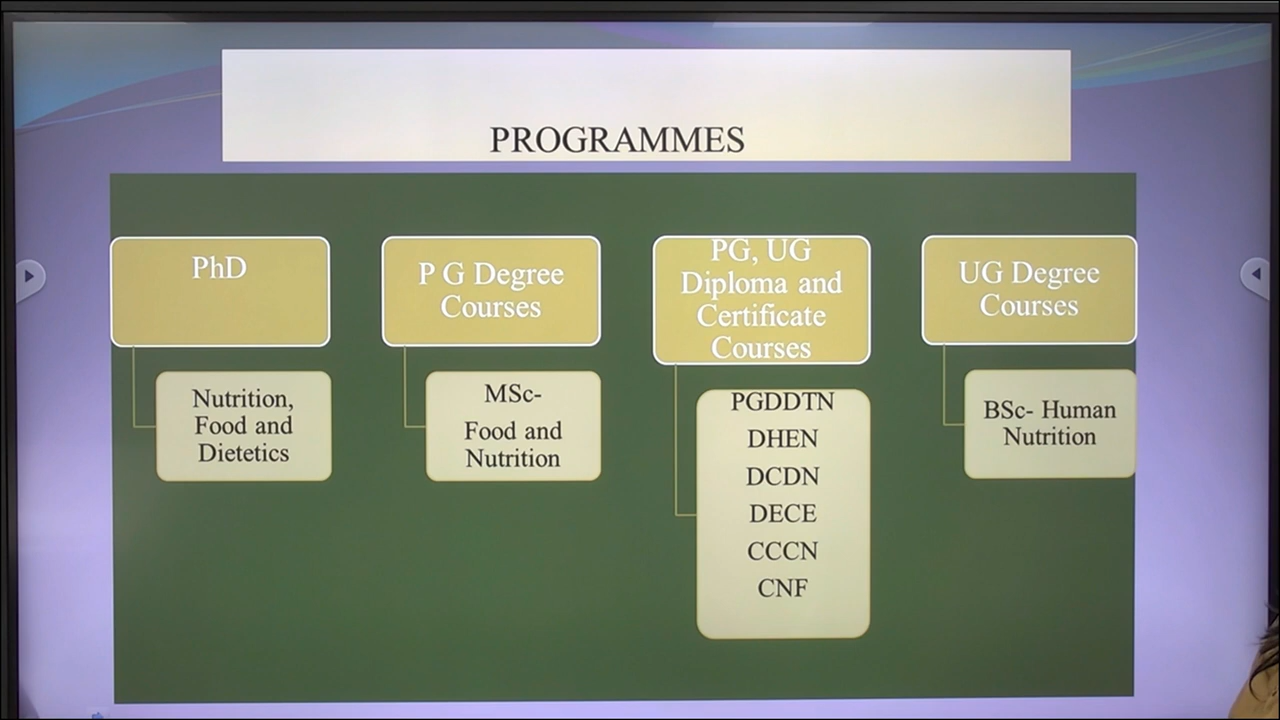 PROGRAMMES
PhD
Nutrition,
Food and
Dietetics
P G Degree
Courses
MSc-
Food and
Nutrition
PG, UG
Diploma and
Certificate
Courses
PGDDTN
DHEN
DCDN
DECE
CCCN
CNF
UG Degree
Courses
BSc- Human
Nutrition